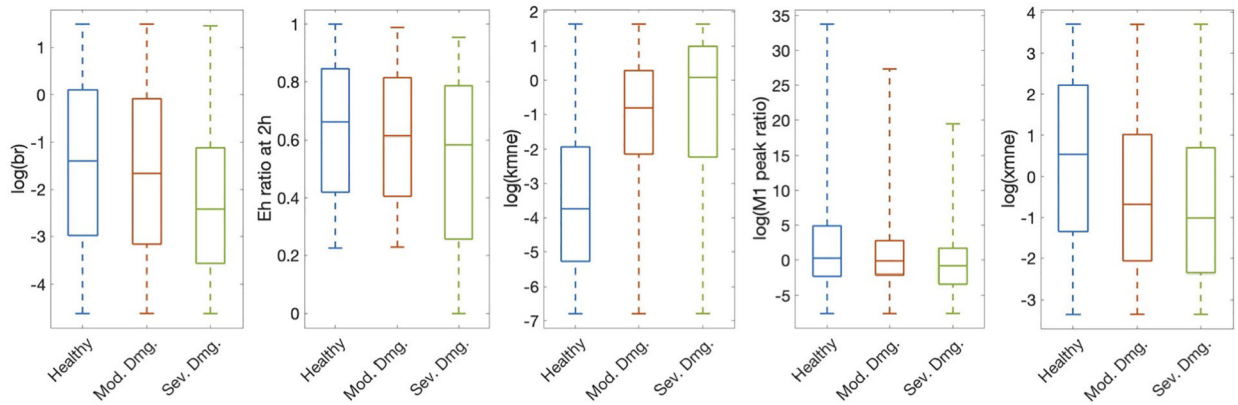 log(br)
1
0
-1
-2
-3
-4
Healthy
Mod. Dmg.
Sev. Dmg.
Eh ratio at 2h
1
0.8
0.6
0.4
0.2
0
Healthy
Mod. Dmg.
Sev. Dmg.
log(kmne)
2
1
0
-1
-2
-3
-4
-5
-6
-7
Healthy
Mod. Dmg.
Sev. Dmg.
log(M1 peak ratio)
35
30
25
20
15
10
5
0
-5
Healthy
Mod. Dmg.
Sev. Dmg.
log(xmne)
4
3
2
1
0
-1
-2
-3
Healthy
Mod. Dmg.
Sev. Dmg.